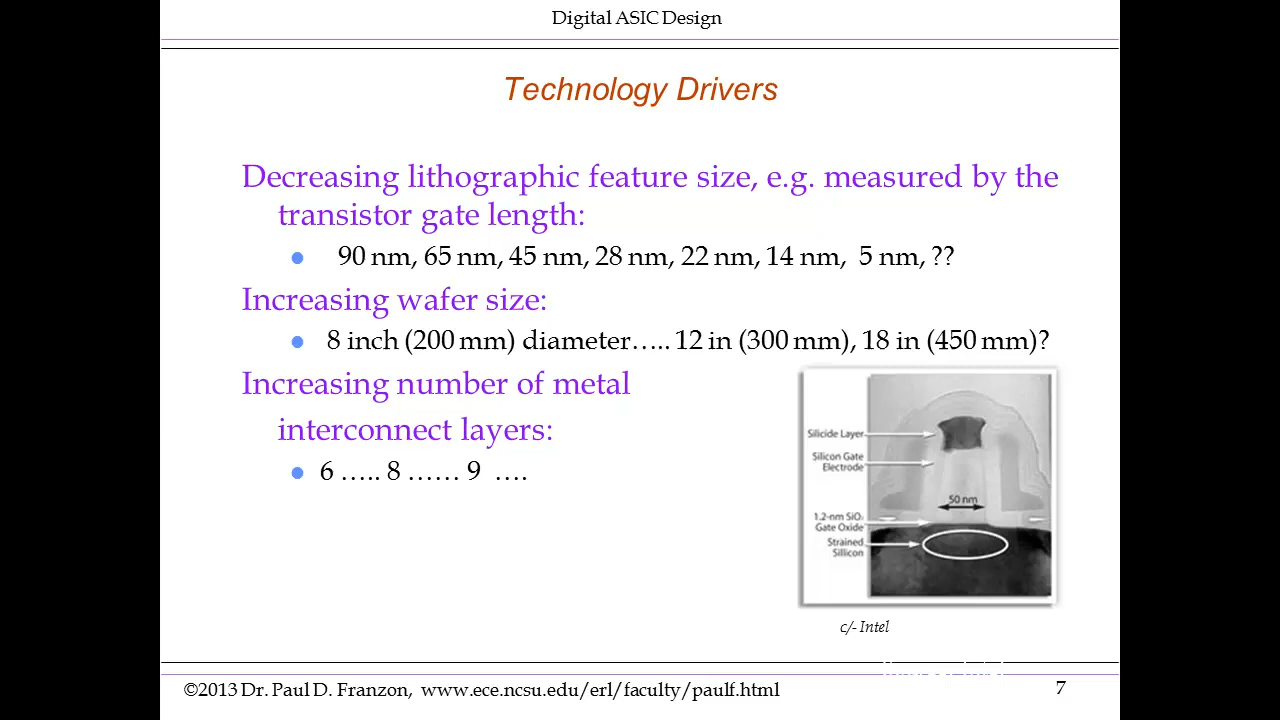 Digital ASIC Design
Technology Drivers
Decreasing lithographic feature size, e.g. measured by the
transistor gate length:
90 nm, 65 nm, 45 nm, 28 nm, 22 nm, 14 nm, 5 nm, ??
Increasing wafer size:
8 inch (200 mm) diameter….. 12 in (300 mm), 18 in (450 mm)?
Increasing number of metal
interconnect layers:
6 ….. 8 …… 9 ….
Silicide Layer
Silicon Gate
Electrode
50 nm
1.2-nm SiO₂
Gate Oxide
Strained
Sillicon
c/- Intel
©2013 Dr. Paul D. Franzon, www.ece.ncsu.edu/erl/faculty/paulf.html
7